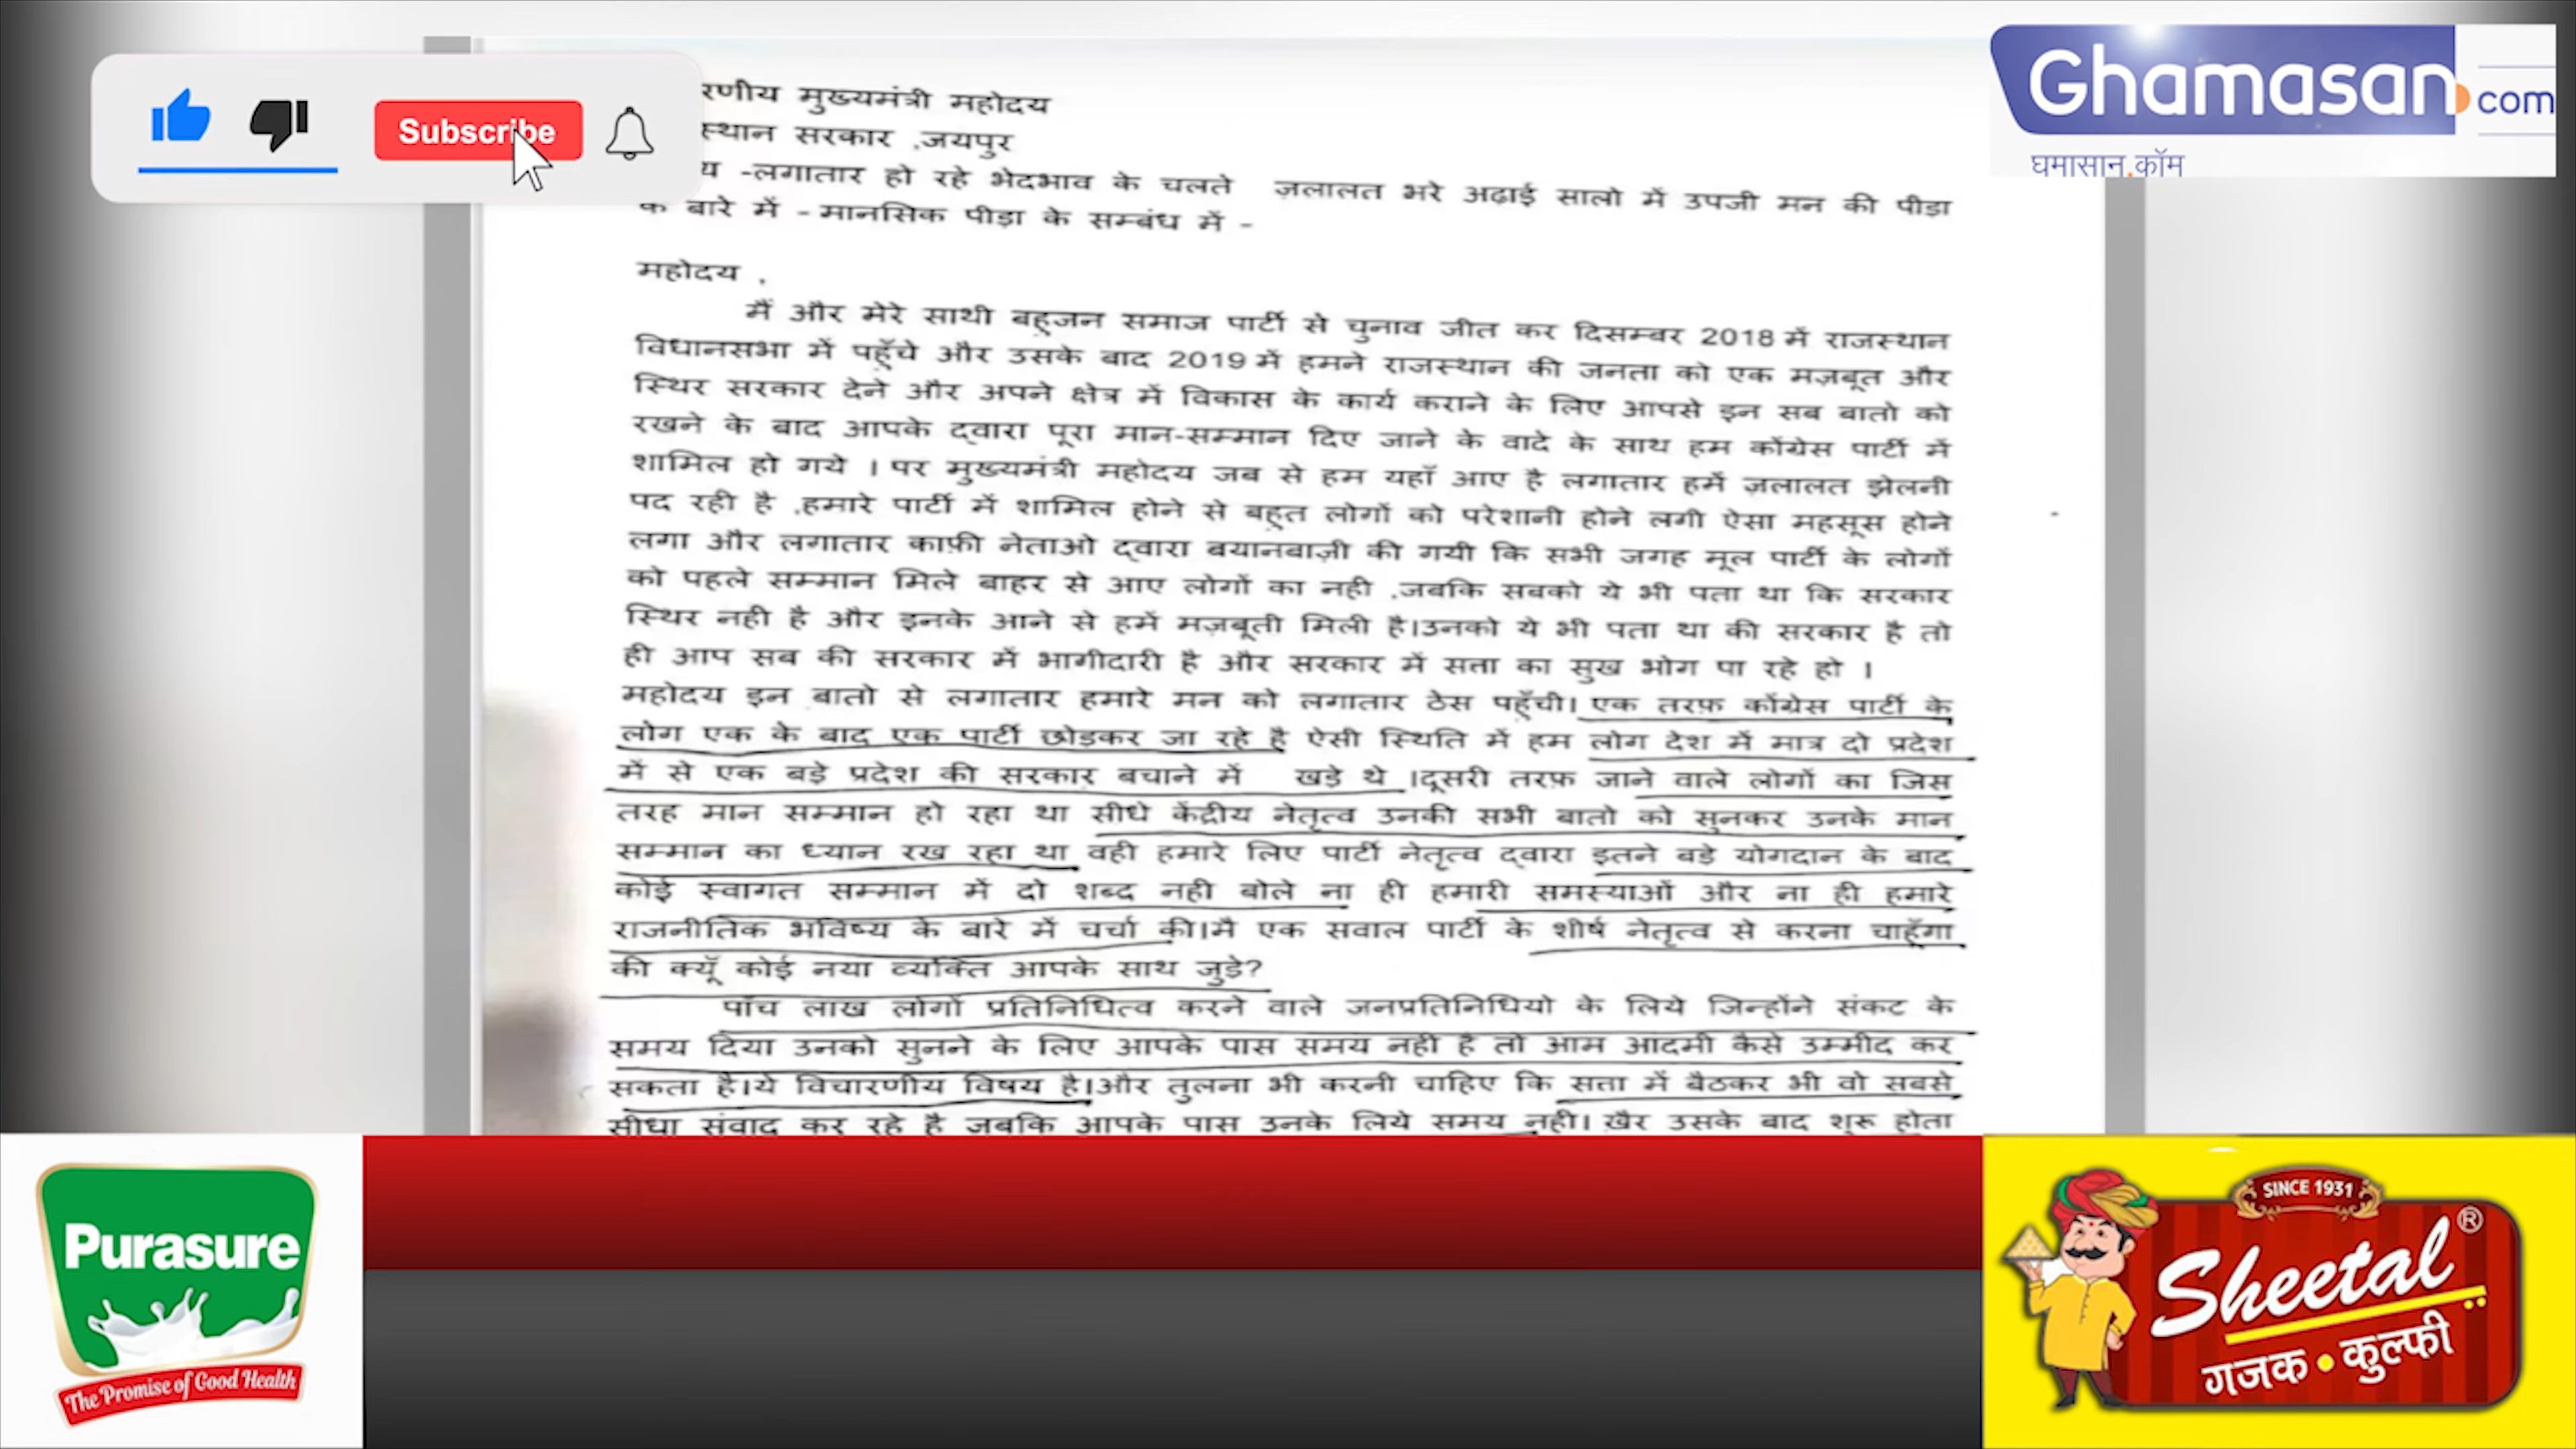 Subscribe
Ghamasan.com
घमासान.कॉम
रणीय मुख्यमंत्री महोदय
स्थान सरकार ,जयपुर
य -लगातार हो रहे भेदभाव के चलते ज़लालत भरे अढ़ाई सालो में उपजी मन की पीड़ा
के बारे में - मानसिक पीड़ा के सम्बंध में -
महोदय ,
मैं और मेरे साथी बहुजन समाज पार्टी से चुनाव जीत कर दिसम्बर 2018 में राजस्थान
विधानसभा में पहुँचे और उसके बाद 2019 में हमने राजस्थान की जनता को एक मज़बूत और
स्थिर सरकार देने और अपने क्षेत्र में विकास के कार्य कराने के लिए आपसे इन सब बातो को
रखने के बाद आपके द्वारा पूरा मान-सम्मान दिए जाने के वादे के साथ हम कोंग्रेस पार्टी में
शामिल हो गये । पर मुख्यमंत्री महोदय जब से हम यहाँ आए है लगातार हमें ज़लालत झेलनी
पद रही है ,हमारे पार्टी में शामिल होने से बहुत लोगों को परेशानी होने लगी ऐसा महसूस होने
लगा और लगातार काफ़ी नेताओ द्वारा बयानबाज़ी की गयी कि सभी जगह मूल पार्टी के लोगों
को पहले सम्मान मिले बाहर से आए लोगों का नही ,जबकि सबको ये भी पता था कि सरकार
स्थिर नही है और इनके आने से हमें मज़बूती मिली है।उनको ये भी पता था की सरकार है तो
ही आप सब की सरकार में भागीदारी है और सरकार में सत्ता का सुख भोग पा रहे हो ।
महोदय इन बातो से लगातार हमारे मन को लगातार ठेस पहुँची। एक तरफ़ कोंग्रेस पार्टी के
लोग एक के बाद एक पार्टी छोड़कर जा रहे है ऐसी स्थिति में हम लोग देश में मात्र दो प्रदेश
में से एक बड़े प्रदेश की सरकार बचाने में खड़े थे ।दूसरी तरफ़ जाने वाले लोगों का जिस
तरह मान सम्मान हो रहा था सीधे केंद्रीय नेतृत्व उनकी सभी बातो को सुनकर उनके मान
सम्मान का ध्यान रख रहा था वही हमारे लिए पार्टी नेतृत्व द्वारा इतने बड़े योगदान के बाद
कोई स्वागत सम्मान में दो शब्द नही बोले ना ही हमारी समस्याओं और ना ही हमारे
राजनीतिक भविष्य के बारे में चर्चा की।मै एक सवाल पार्टी के शीर्ष नेतृत्व से करना चाहूँगा
की क्यूँ कोई नया व्यक्ति आपके साथ जुड़े?
पाँच लाख लोगों प्रतिनिधित्व करने वाले जनप्रतिनिधियो के लिये जिन्होंने संकट के
समय दिया उनको सुनने के लिए आपके पास समय नही है तो आम आदमी कैसे उम्मीद कर
सकता है।ये विचारणीय विषय है।और तुलना भी करनी चाहिए कि सत्ता में बैठकर भी वो सबसे
सीधा संवाद कर रहे है जबकि आपके पास उनके लिये समय नही। ख़ैर उसके बाद शुरू होता
Purasure
The Promise of Good Health
SINCE 1931
Sheetal®
गजक • कुल्फी